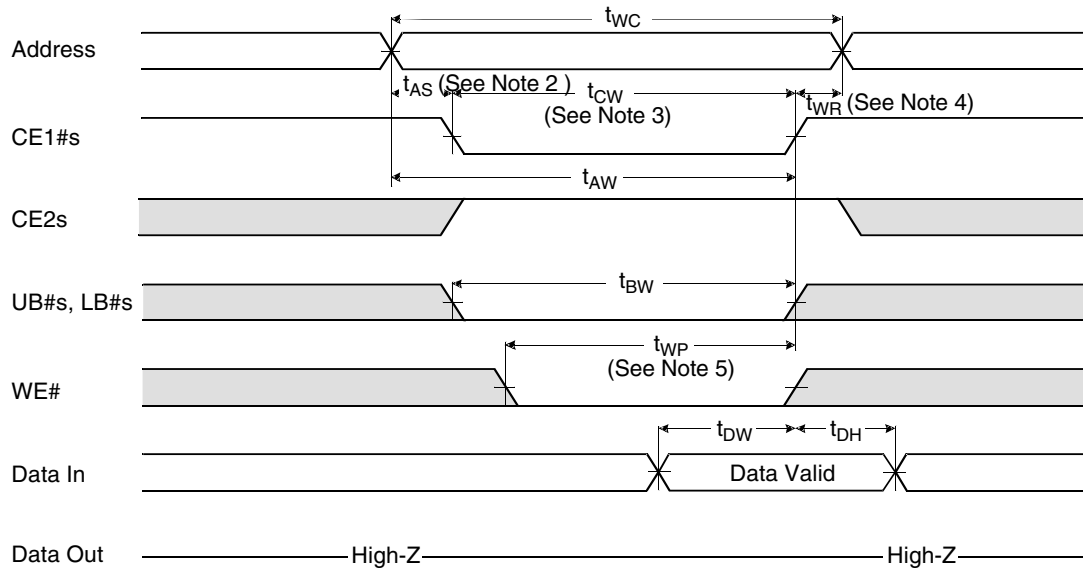 tWC
Address
tAS (See Note 2 )
tCW
(See Note 3)
tWR (See Note 4)
CE1#s
tAW
CE2s
tBW
UB#s, LB#s
tWP
(See Note 5)
WE#
tDW
tDH
Data In
Data Valid
Data Out
High-Z
High-Z